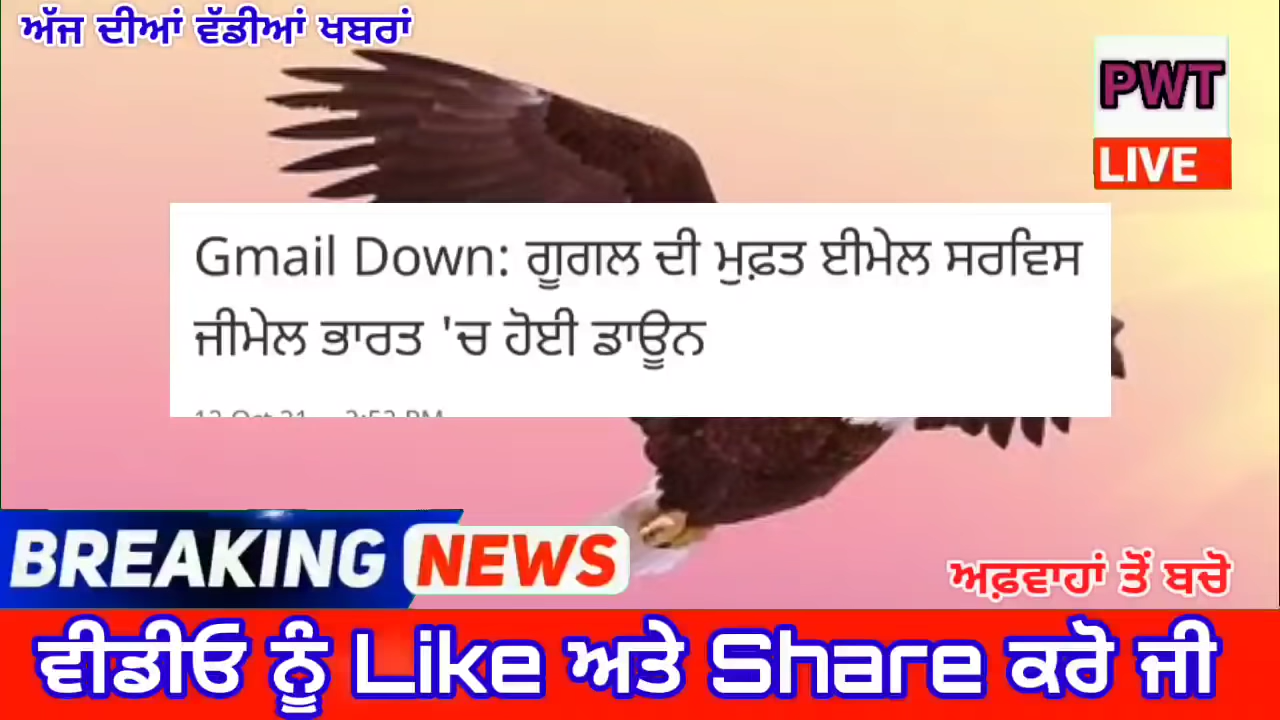 ਅੱਜ ਦੀਆਂ ਵੱਡੀਆਂ ਖਬਰਾਂ
PWT
LIVE
Gmail Down: ਗੂਗਲ ਦੀ ਮੁਫ਼ਤ ਈਮੇਲ ਸਰਵਿਸ
ਜੀਮੇਲ ਭਾਰਤ 'ਚ ਹੋਈ ਡਾਊਨ
BREAKING NEWS
ਅਫ਼ਵਾਹਾਂ ਤੋਂ ਬਚੋ
ਵੀਡੀਓ ਨੂੰ Like ਅਤੇ Share ਕਰੋ ਜੀ